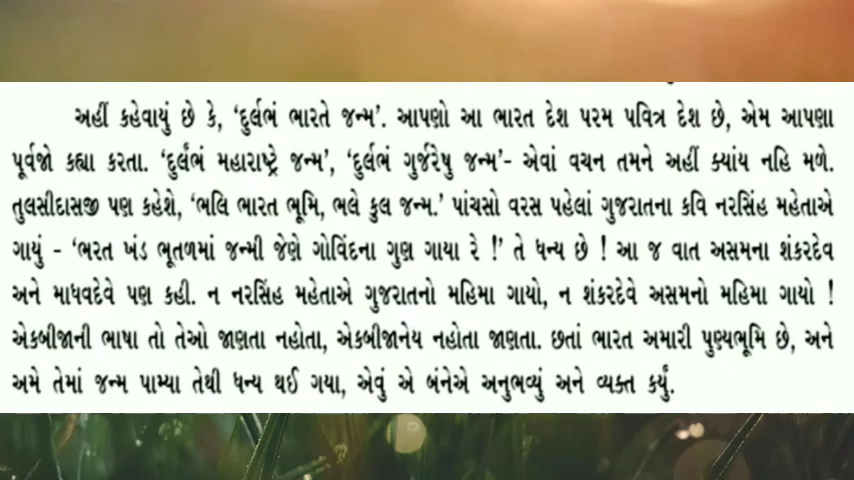 અહીં કહેવાયું છે કે, ‘દુર્લભં ભારતે જન્મ’. આપણો આ ભારત દેશ પરમ પવિત્ર દેશ છે, એમ આપણા
પૂર્વજો કહ્યા કરતા. ‘દુર્લભં મહારાષ્ટ્રે જન્મ’, ‘દુર્લભં ગુર્જરેષુ જન્મ’- એવાં વચન તમને અહીં ક્યાંય નહિ મળે.
તુલસીદાસજી પણ કહેશે, ‘ભલિ ભારત ભૂમિ, ભલે કુલ જન્મ.’ પાંચસો વરસ પહેલાં ગુજરાતના કવિ નરસિંહ મહેતાએ
ગાયું - ‘ભરત ખંડ ભૂતળમાં જન્મી જેણે ગોવિંદના ગુણ ગાયા રે !’ તે ધન્ય છે ! આ જ વાત અસમના શંકરદેવ
અને માધવદેવે પણ કહી. ન નરસિંહ મહેતાએ ગુજરાતનો મહિમા ગાયો, ન શંકરદેવે અસમનો મહિમા ગાયો !
એકબીજાની ભાષા તો તેઓ જાણતા નહોતા, એકબીજાનેય નહોતા જાણતા. છતાં ભારત અમારી પુણ્યભૂમિ છે, અને
અમે તેમાં જન્મ પામ્યા તેથી ધન્ય થઈ ગયા, એવું એ બંનેએ અનુભવ્યું અને વ્યક્ત કર્યું.